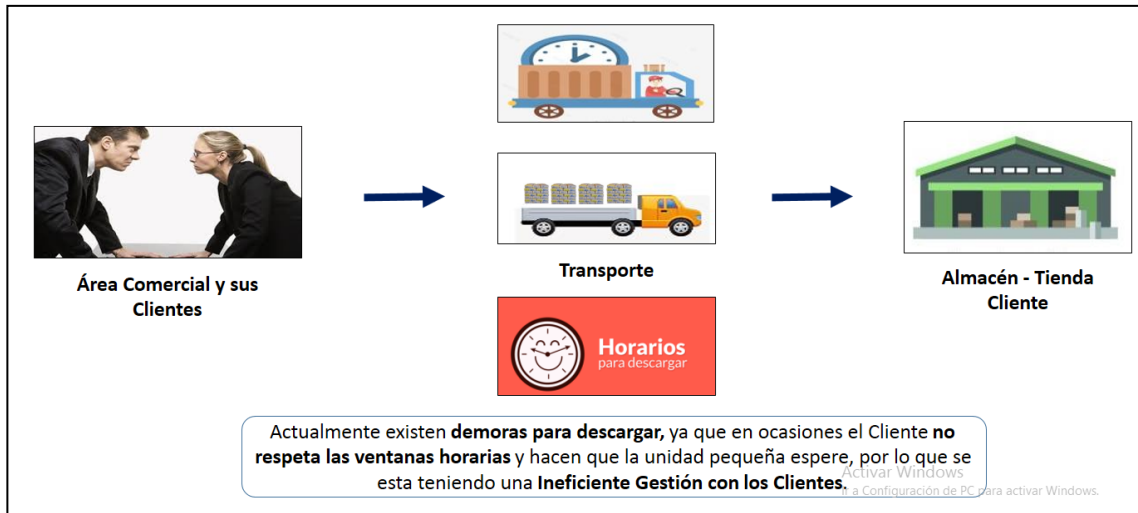 Área Comercial y sus
Clientes
Transporte
Horarios
para descargar
Almacén - Tienda
Cliente
Actualmente existen demoras para descargar, ya que en ocasiones el Cliente no
respeta las ventanas horarias y hacen que la unidad pequeña espere, por lo que se
esta teniendo una Ineficiente Gestión con los Clientes.
Activar Windows
Ir a Configuración de PC para activar Windows.